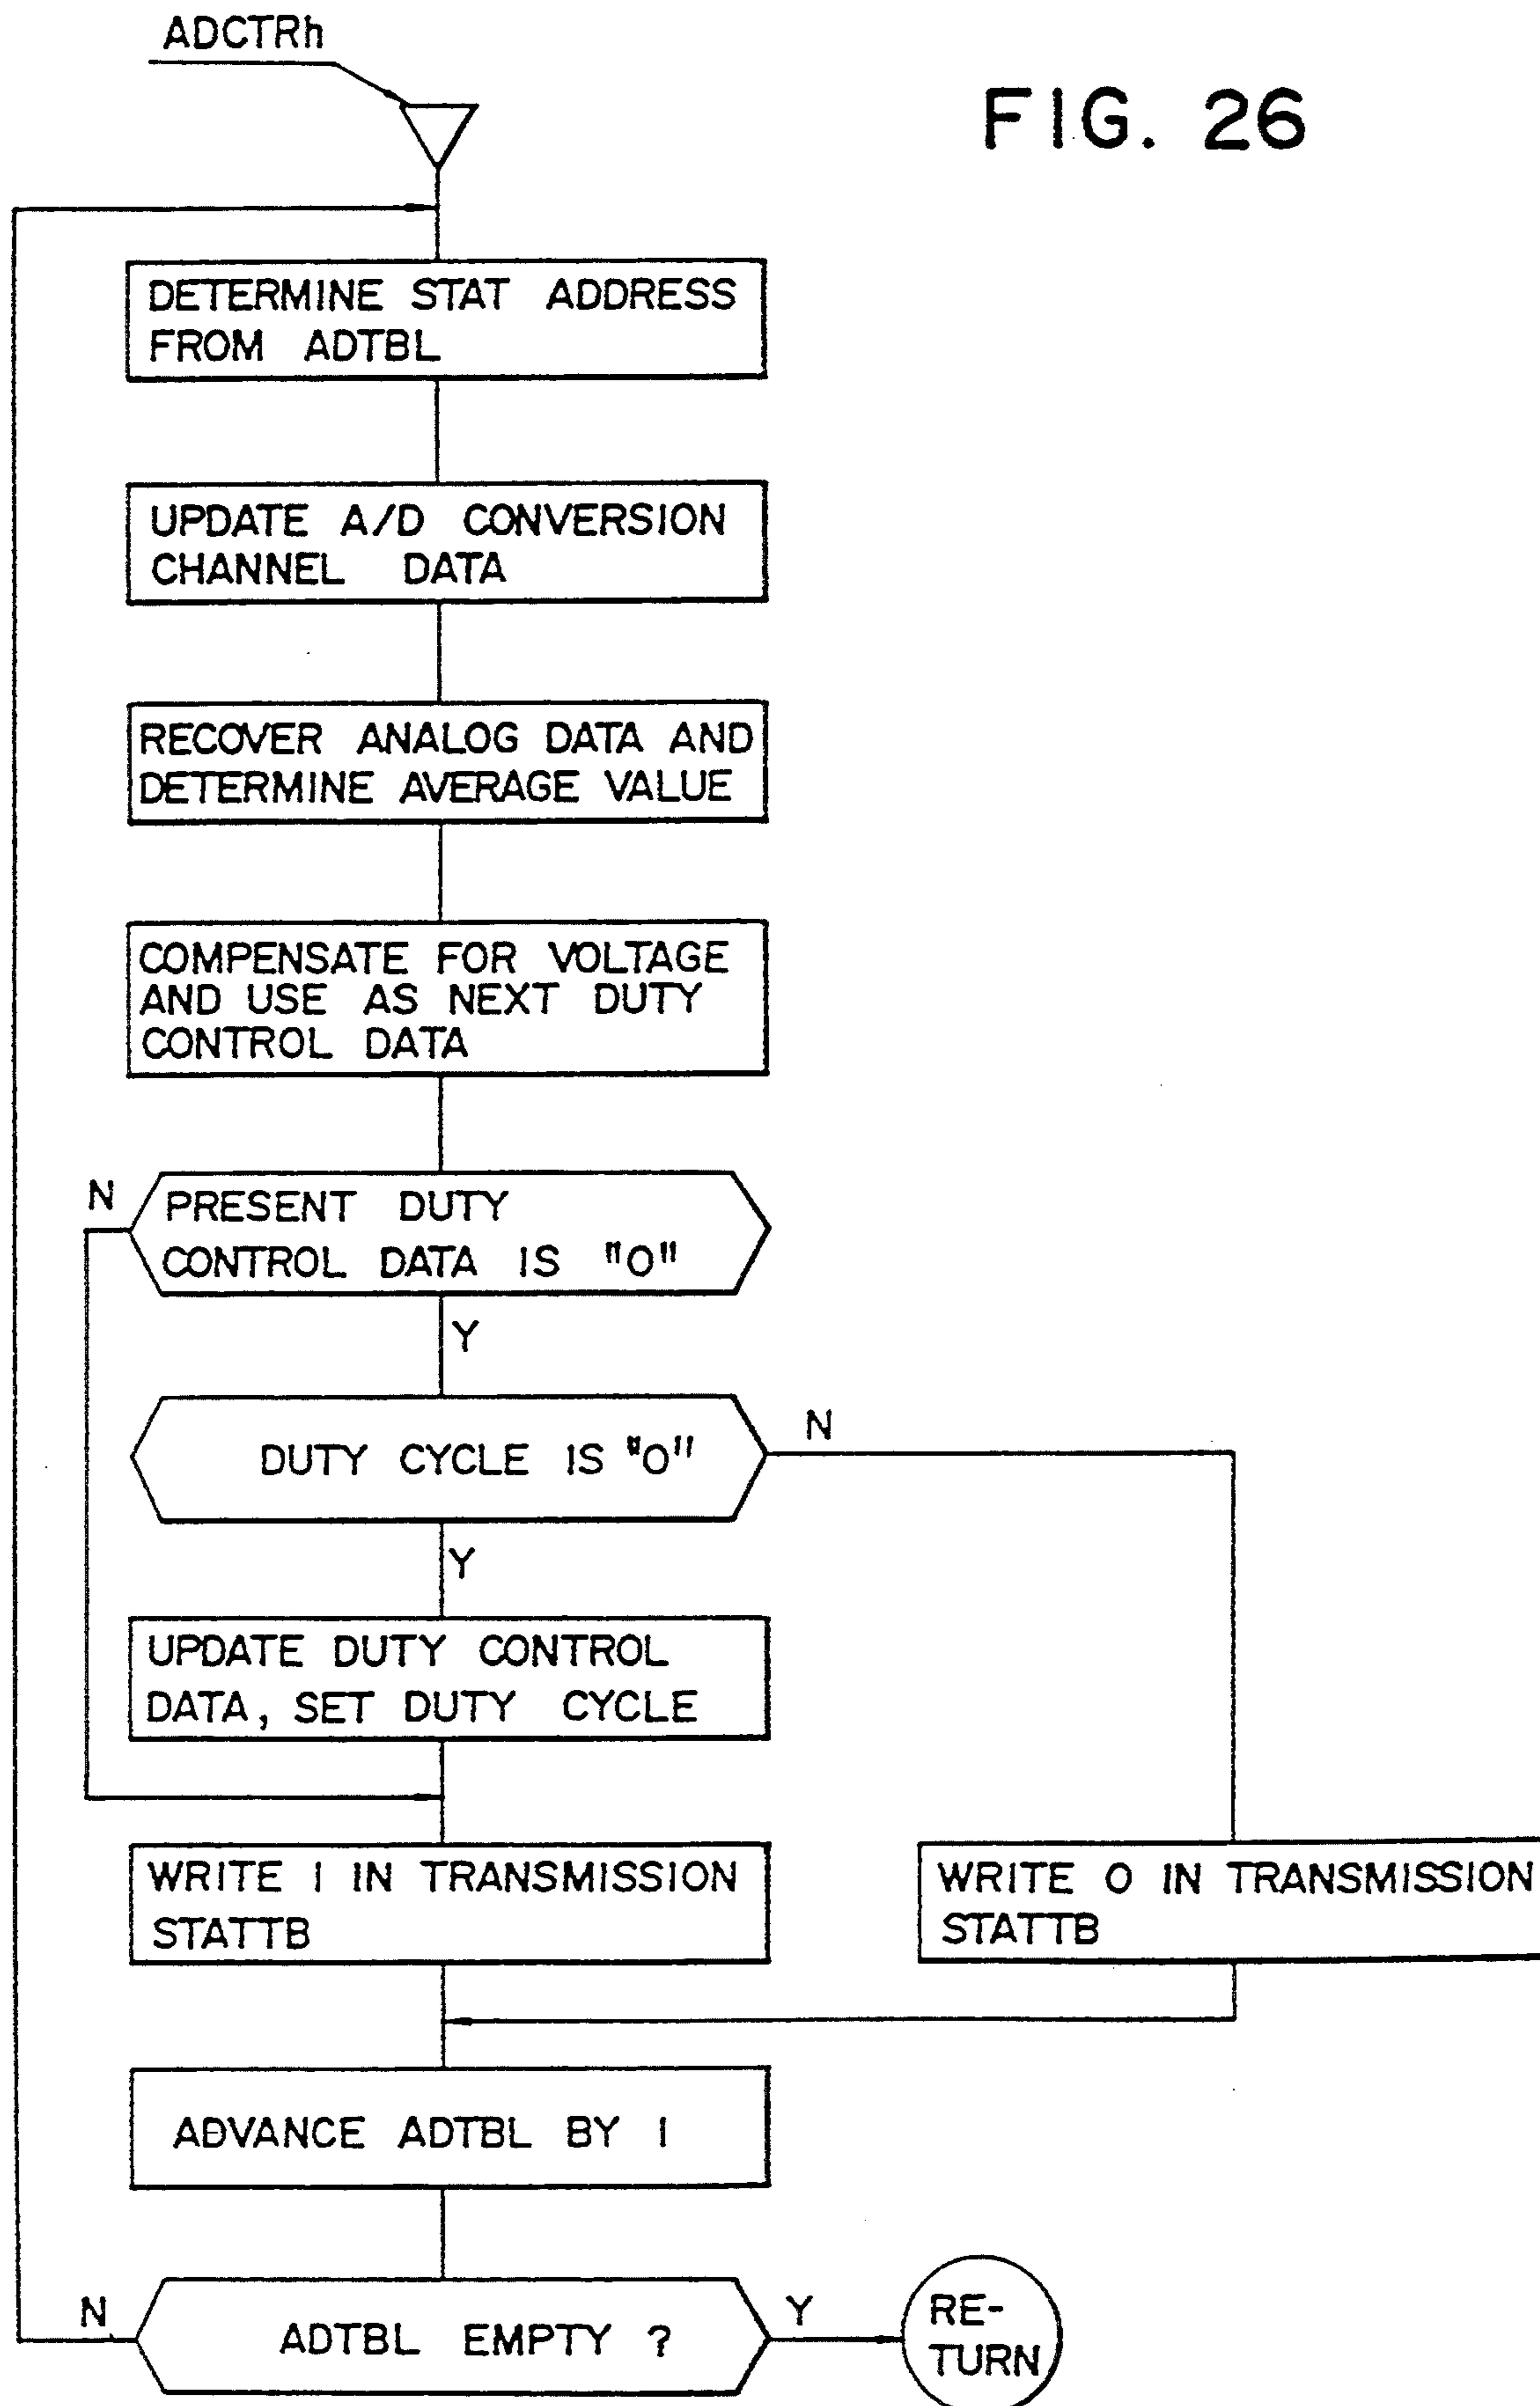 ADCTRh
FIG. 26
DETERMINE STAT ADDRESS
FROM ADTBL
UPDATE A/D CONVERSION
CHANNEL DATA
RECOVER ANALOG DATA AND
DETERMINE AVERAGE VALUE
COMPENSATE FOR VOLTAGE
AND USE AS NEXT DUTY
CONTROL DATA
N
PRESENT DUTY
CONTROL DATA IS "0"
Y
DUTY CYCLE IS "0"
N
Y
UPDATE DUTY CONTROL
DATA, SET DUTY CYCLE
WRITE 1 IN TRANSMISSION
STATTB
WRITE 0 IN TRANSMISSION
STATTB
ADVANCE ADTBL BY 1
N
ADTBL EMPTY ?
Y
RE-
TURN